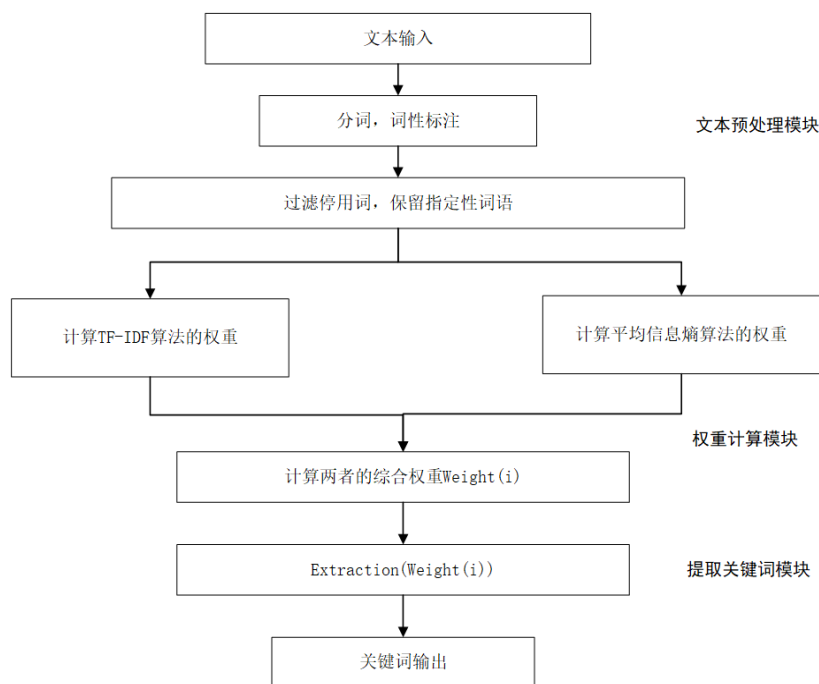 文本输入
分词，词性标注
文本预处理模块
过滤停用词，保留指定性词语
计算TF-IDF算法的权重
计算平均信息熵算法的权重
权重计算模块
计算两者的综合权重Weight(i)
Extraction(Weight(i))
提取关键词模块
关键词输出